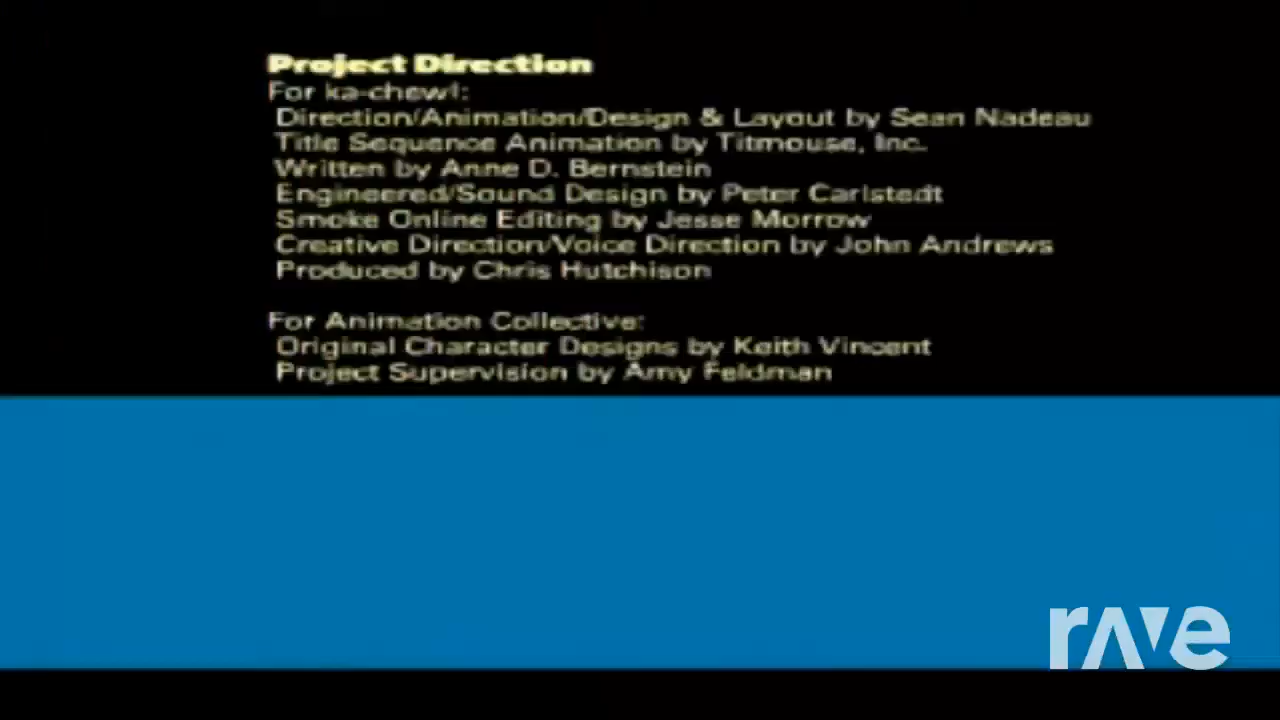 Project Direction
For ka-chew!:
Direction/Animation/Design & Layout by Sean Nadeau
Title Sequence Animation by Titmouse, Inc.
Written by Anne D. Bernstein
Engineered/Sound Design by Peter Carlstedt
Smoke Online Editing by Jesse Morrow
Creative Direction/Voice Direction by John Andrews
Produced by Chris Hutchison
For Animation Collective:
Original Character Designs by Keith Vincent
Project Supervision by Amy Feldman
rave